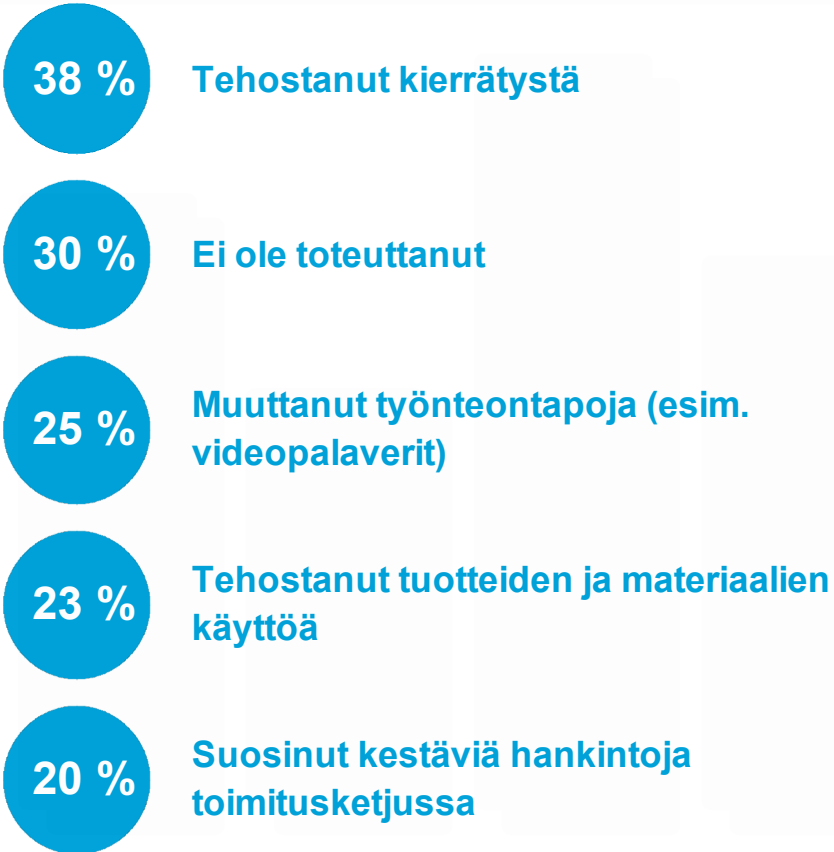 38 %
Tehostanut kierrätystä
30 %
Ei ole toteuttanut
25 %
Muuttanut työnteontapoja (esim.
videopalaverit)
23 %
Tehostanut tuotteiden ja materiaalien
käyttöä
20 %
Suosinut kestäviä hankintoja
toimitusketjussa